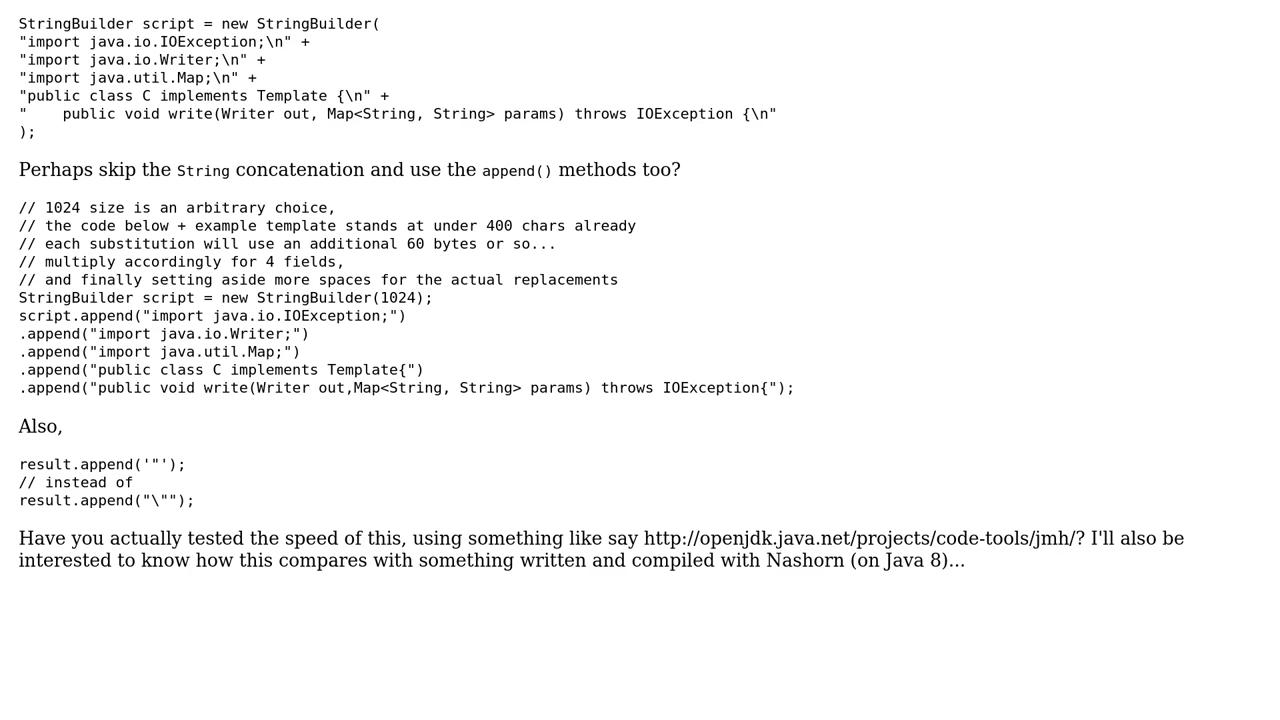 StringBuilder script = new StringBuilder(
"import java.io.IOException;\n" +
"import java.io.Writer;\n" +
"import java.util.Map;\n" +
"public class C implements Template {\n" +
"    public void write(Writer out, Map<String, String> params) throws IOException {\n"
);
Perhaps skip the String concatenation and use the append() methods too?
// 1024 size is an arbitrary choice,
// the code below + example template stands at under 400 chars already
// each substitution will use an additional 60 bytes or so...
// multiply accordingly for 4 fields,
// and finally setting aside more spaces for the actual replacements
StringBuilder script = new StringBuilder(1024);
script.append("import java.io.IOException;")
.append("import java.io.Writer;")
.append("import java.util.Map;")
.append("public class C implements Template{")
.append("public void write(Writer out,Map<String, String> params) throws IOException{");
Also,
result.append('"');
// instead of
result.append("\"");
Have you actually tested the speed of this, using something like say http://openjdk.java.net/projects/code-tools/jmh/? I'll also be
interested to know how this compares with something written and compiled with Nashorn (on Java 8)...